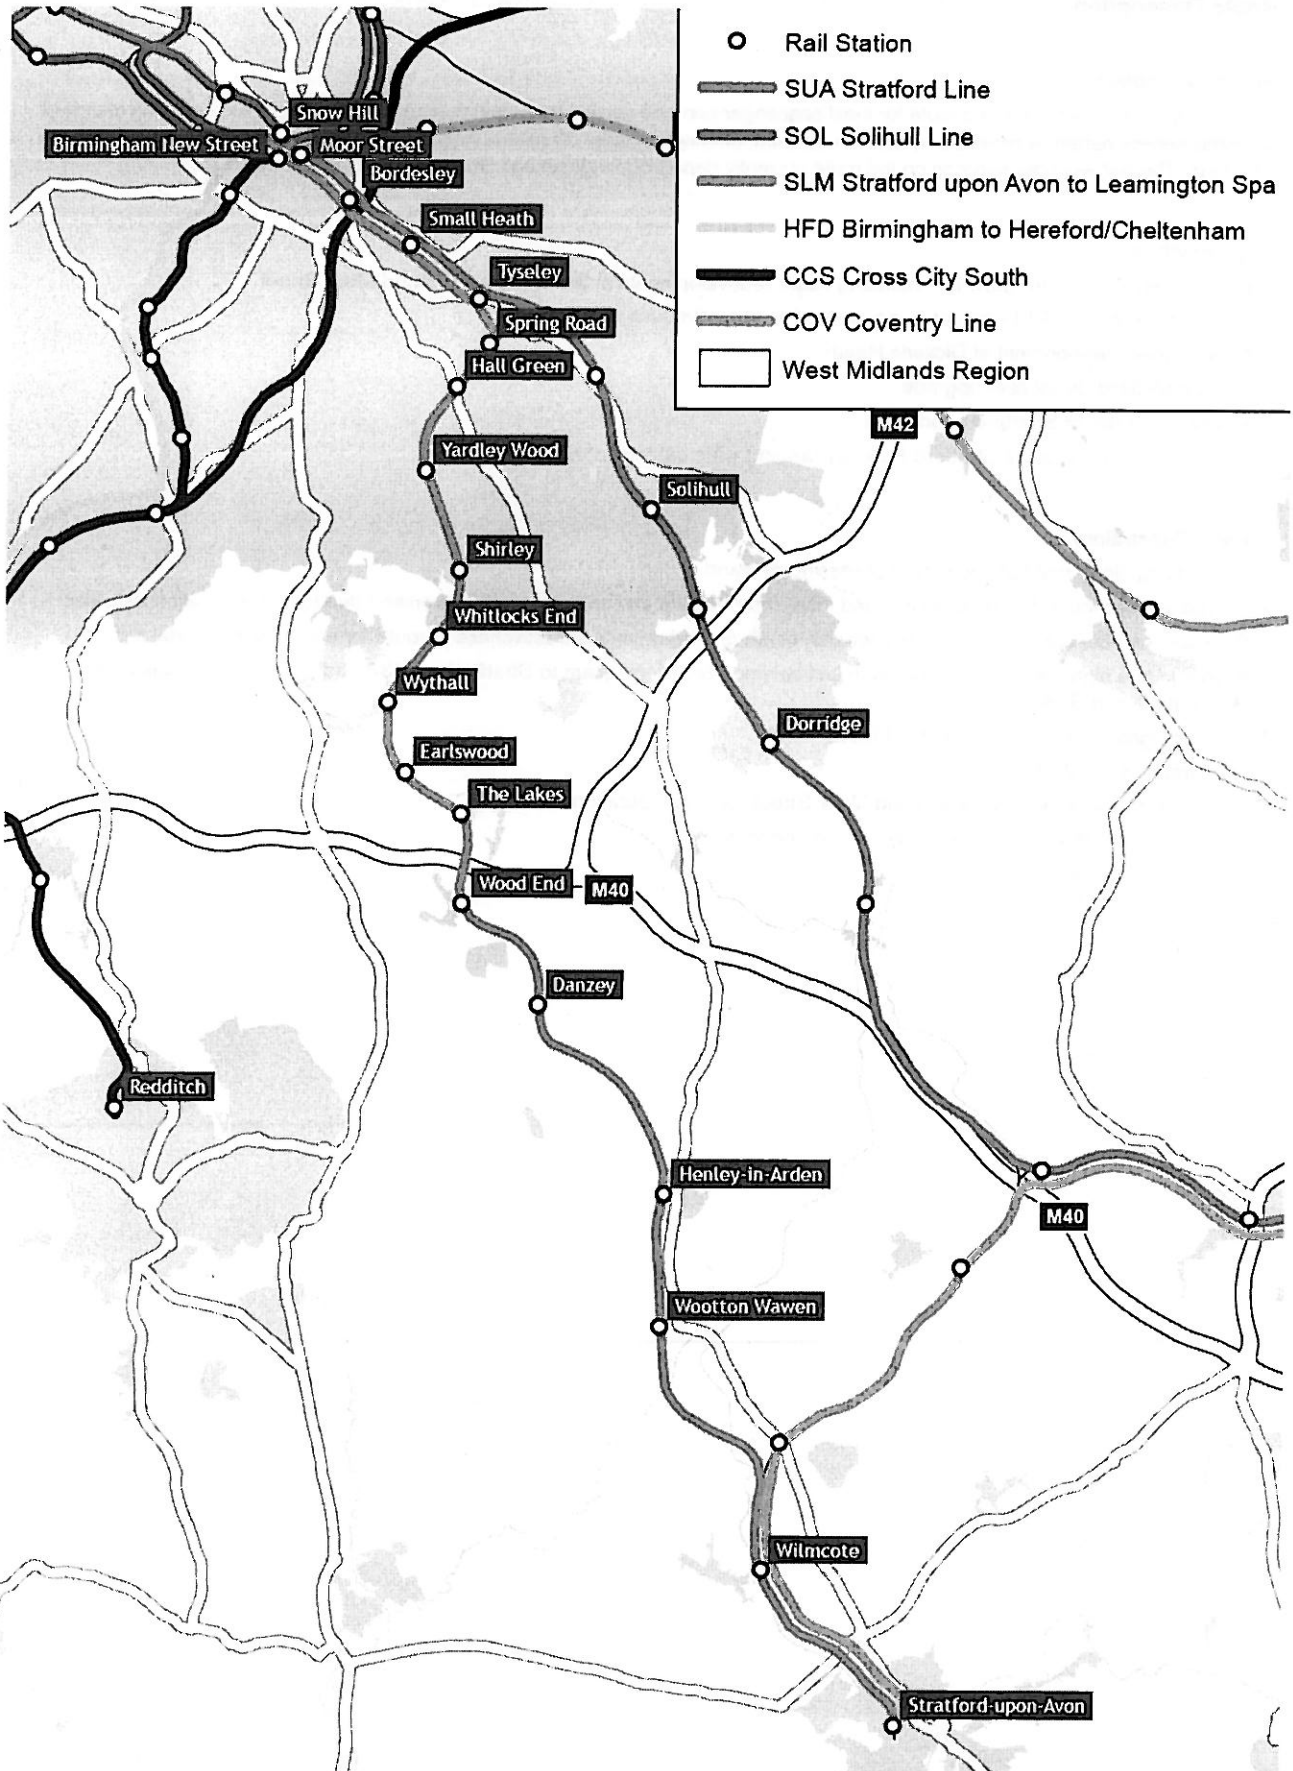 Rail Station
SUA Stratford Line
SOL Solihull Line
SLM Stratford upon Avon to Leamington Spa
HFD Birmingham to Hereford/Cheltenham
CCS Cross City South
COV Coventry Line
West Midlands Region
Snow Hill
Birmingham New Street
Moor Street
Bordesley
Small Heath
Tyseley
Spring Road
Hall Green
M42
Yardley Wood
Solihull
Shirley
Whitlocks End
Wythall
Dorridge
Earlswood
The Lakes
Wood End
M40
Danzey
Redditch
Henley-in-Arden
M40
Wootton Wawen
Wilmcote
Stratford-upon-Avon